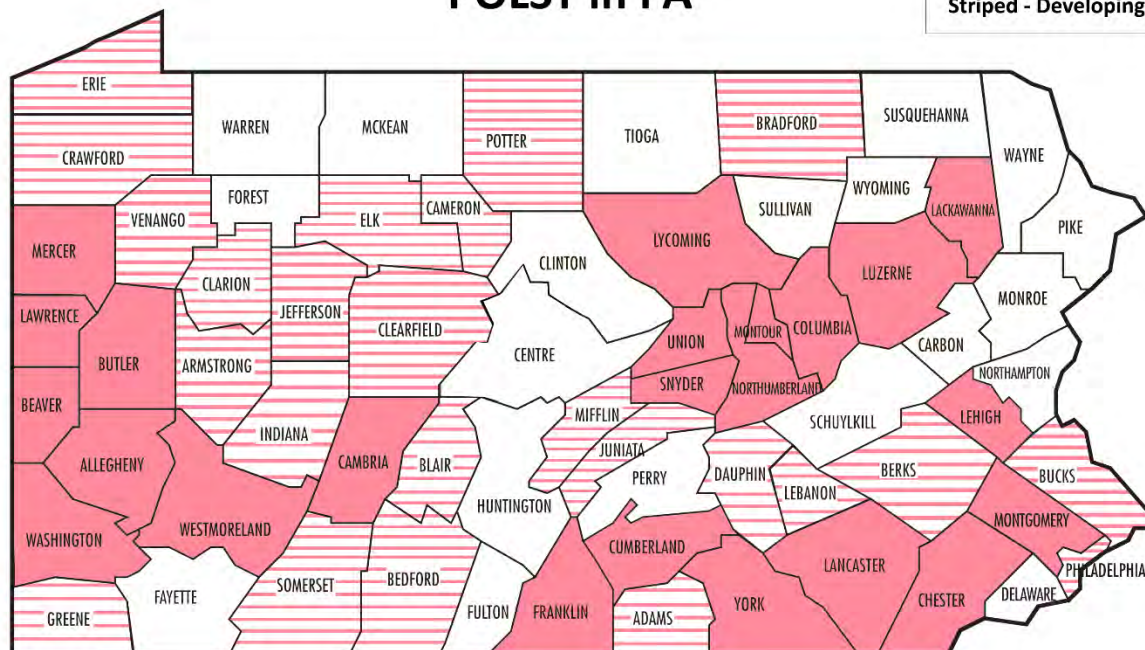 POLST in PA
Striped - Developing
ERIE
WARREN
MCKEAN
POTTER
TIOGA
BRADFORD
SUSQUEHANNA
WAYNE
CRAWFORD
VENANGO
FOREST
ELK
CAMERON
CLINTON
LYCOMING
SULLIVAN
WYOMING
LACKAWANNA
PIKE
MERCER
CLARION
JEFFERSON
CLEARFIELD
CENTRE
LUZERNE
MONROE
LAWRENCE
BUTLER
ARMSTRONG
UNION
MONTOUR
COLUMBIA
CARBON
NORTHAMPTON
BEAVER
INDIANA
SNYDER
NORTHUMBERLAND
SCHUYLKILL
LEHIGH
MIFFLIN
JUNIATA
ALLEGHENY
CAMBRIA
BLAIR
HUNTINGTON
PERRY
DAUPHIN
LEBANON
BERKS
BUCKS
WASHINGTON
WESTMORELAND
CUMBERLAND
MONTGOMERY
LANCASTER
PHILADELPHIA
GREENE
FAYETTE
SOMERSET
BEDFORD
FULTON
FRANKLIN
ADAMS
YORK
CHESTER
DELAWARE